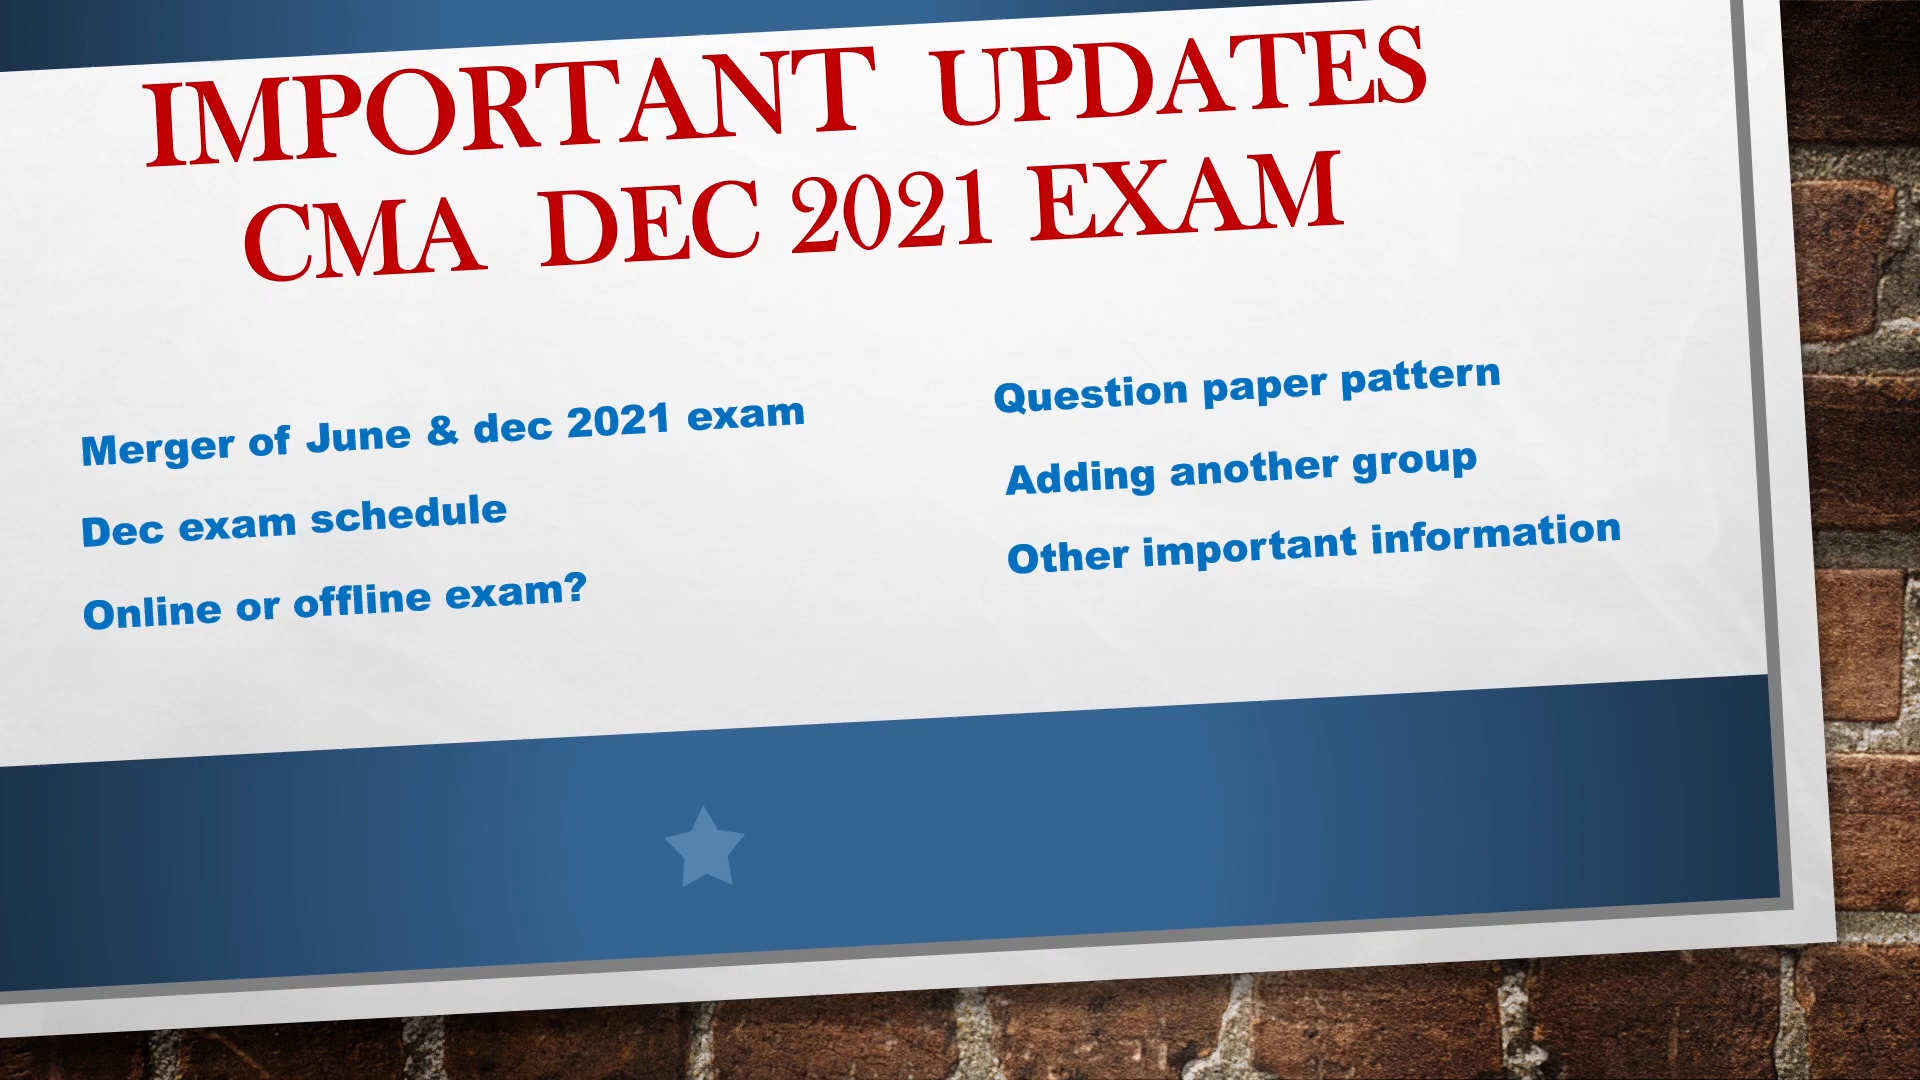 IMPORTANT UPDATES
CMA DEC 2021 EXAM
Merger of June & dec 2021 exam
Dec exam schedule
Online or offline exam?
Question paper pattern
Adding another group
Other important information